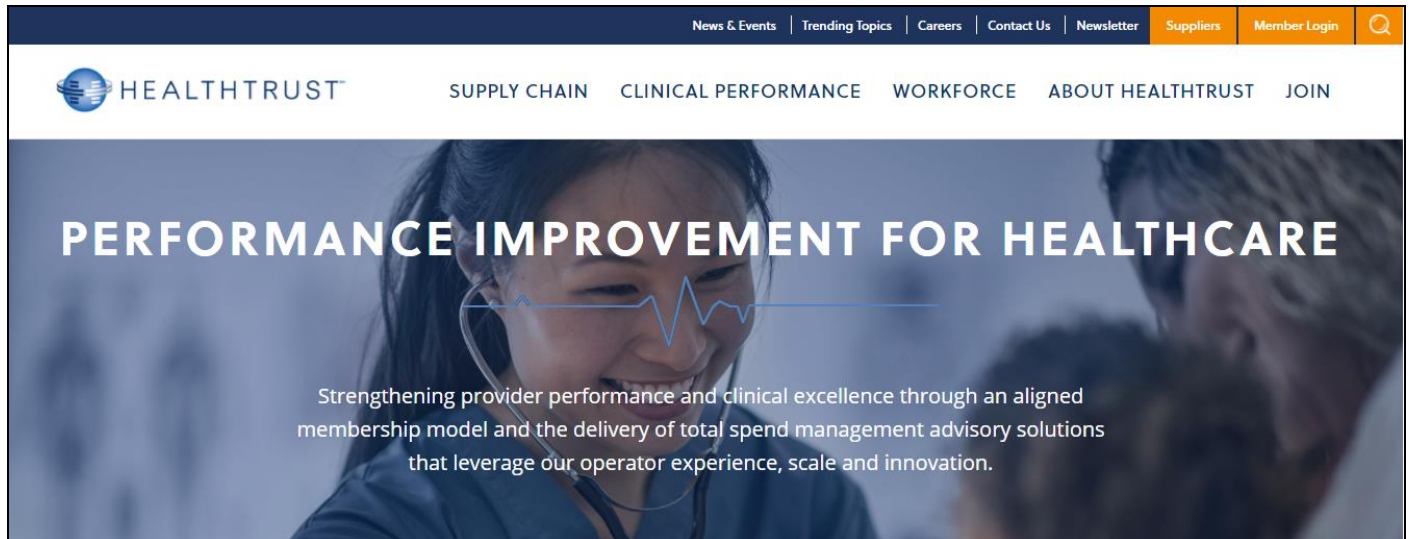 News & Events | Trending Topics | Careers | Contact Us | Newsletter Suppliers Member Login
HEALTHTRUST™ SUPPLY CHAIN CLINICAL PERFORMANCE WORKFORCE ABOUT HEALTHTRUST JOIN
PERFORMANCE IMPROVEMENT FOR HEALTHCARE
Strengthening provider performance and clinical excellence through an aligned
membership model and the delivery of total spend management advisory solutions
that leverage our operator experience, scale and innovation.